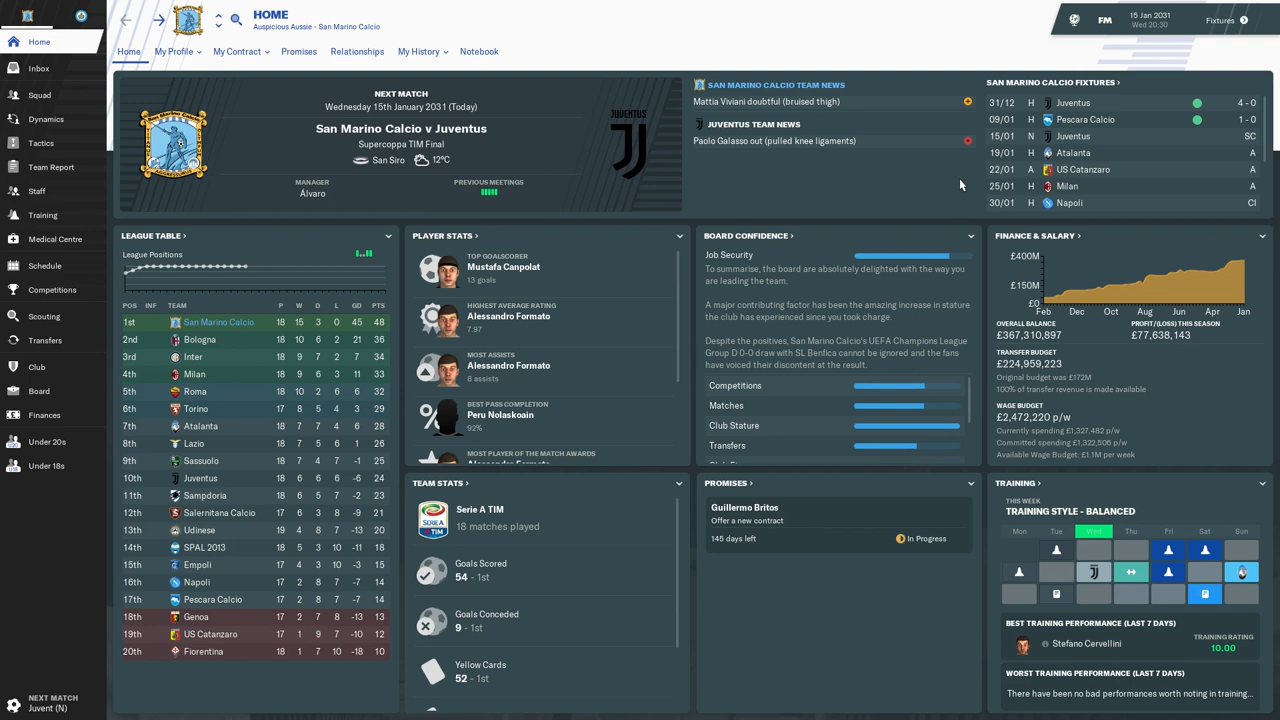 HOME
Auspicious Aussie - San Marino Calcio
FM
15 Jan 2031
Wed 20:30
Fixtures
Home
My Profile
My Contract
Promises
Relationships
My History
Notebook
Home
Inbox
Squad
Dynamics
Tactics
Team Report
Staff
Training
Medical Centre
Schedule
Competitions
Scouting
Transfers
Club
Board
Finances
Under 20s
Under 18s
NEXT MATCH
Juvent (N)
NEXT MATCH
Wednesday 15th January 2031 (Today)
San Marino Calcio v Juventus
Supercoppa TIM Final
San Siro 12°C
MANAGER
Álvaro
PREVIOUS MEETINGS
JUVENTUS
SAN MARINO CALCIO TEAM NEWS
Mattia Viviani doubtful (bruised thigh)
JUVENTUS TEAM NEWS
Paolo Galasso out (pulled knee ligaments)
SAN MARINO CALCIO FIXTURES >
31/12 H Juventus 4 - 0
09/01 H Pescara Calcio 1 - 0
15/01 N Juventus SC
19/01 H Atalanta A
22/01 A US Catanzaro A
25/01 H Milan A
30/01 H Napoli CI
LEAGUE TABLE >
League Positions
POS INF TEAM P W D L GD PTS
1st San Marino Calcio 18 15 3 0 45 48
2nd Bologna 18 10 6 2 21 36
3rd Inter 18 9 7 2 7 34
4th Milan 18 9 6 3 11 33
5th Roma 18 10 2 6 6 32
6th Torino 17 8 5 4 3 29
7th Atalanta 18 7 7 4 6 28
8th Lazio 18 7 5 6 1 26
9th Sassuolo 18 7 4 7 -1 25
10th Juventus 18 6 6 6 -6 24
11th Sampdoria 18 6 5 7 -2 23
12th Salernitana Calcio 17 6 3 8 -9 21
13th Udinese 19 4 8 7 -13 20
14th SPAL 2013 18 5 3 10 -11 18
15th Empoli 17 4 3 10 -3 15
16th Napoli 17 2 8 7 -7 14
17th Pescara Calcio 17 2 8 7 -7 14
18th Genoa 17 2 7 8 -13 13
19th US Catanzaro 17 1 9 7 -10 12
20th Fiorentina 18 1 7 10 -18 10
PLAYER STATS >
TOP GOALSCORER
Mustafa Canpolat
13 goals
HIGHEST AVERAGE RATING
Alessandro Formato
7.97
MOST ASSISTS
Alessandro Formato
8 assists
BEST PASS COMPLETION
Peru Nolaskoain
92%
MOST PLAYER OF THE MATCH AWARDS
Alessandro Formato
BOARD CONFIDENCE >
Job Security
To summarise, the board are absolutely delighted with the way you
are leading the team.
A major contributing factor has been the amazing increase in stature
the club has experienced since you took charge.
Despite the positives, San Marino Calcio's UEFA Champions League
Group D 0-0 draw with SL Benfica cannot be ignored and the fans
have voiced their discontent at the result.
Competitions
Matches
Club Stature
Transfers
FINANCE & SALARY >
£400M
£150M
£0
Feb Dec Oct Aug Jun Apr Jan
OVERALL BALANCE
£367,310,897
PROFIT/(LOSS) THIS SEASON
£77,638,143
TRANSFER BUDGET
£224,959,223
Original budget was £172M
100% of transfer revenue is made available
WAGE BUDGET
£2,472,220 p/w
Currently spending £1,327,482 p/w
Committed spending £1,322,506 p/w
Available Wage Budget: £1.1M per week
TEAM STATS >
Serie A TIM
18 matches played
Goals Scored
54 - 1st
Goals Conceded
9 - 1st
Yellow Cards
52 - 1st
PROMISES >
Guillermo Britos
Offer a new contract
145 days left
In Progress
TRAINING >
THIS WEEK
TRAINING STYLE - BALANCED
Mon Tue Wed Thu Fri Sat Sun
BEST TRAINING PERFORMANCE (LAST 7 DAYS)
Stefano Cervellini
TRAINING RATING
10.00
WORST TRAINING PERFORMANCE (LAST 7 DAYS)
There have been no bad performances worth noting in training...